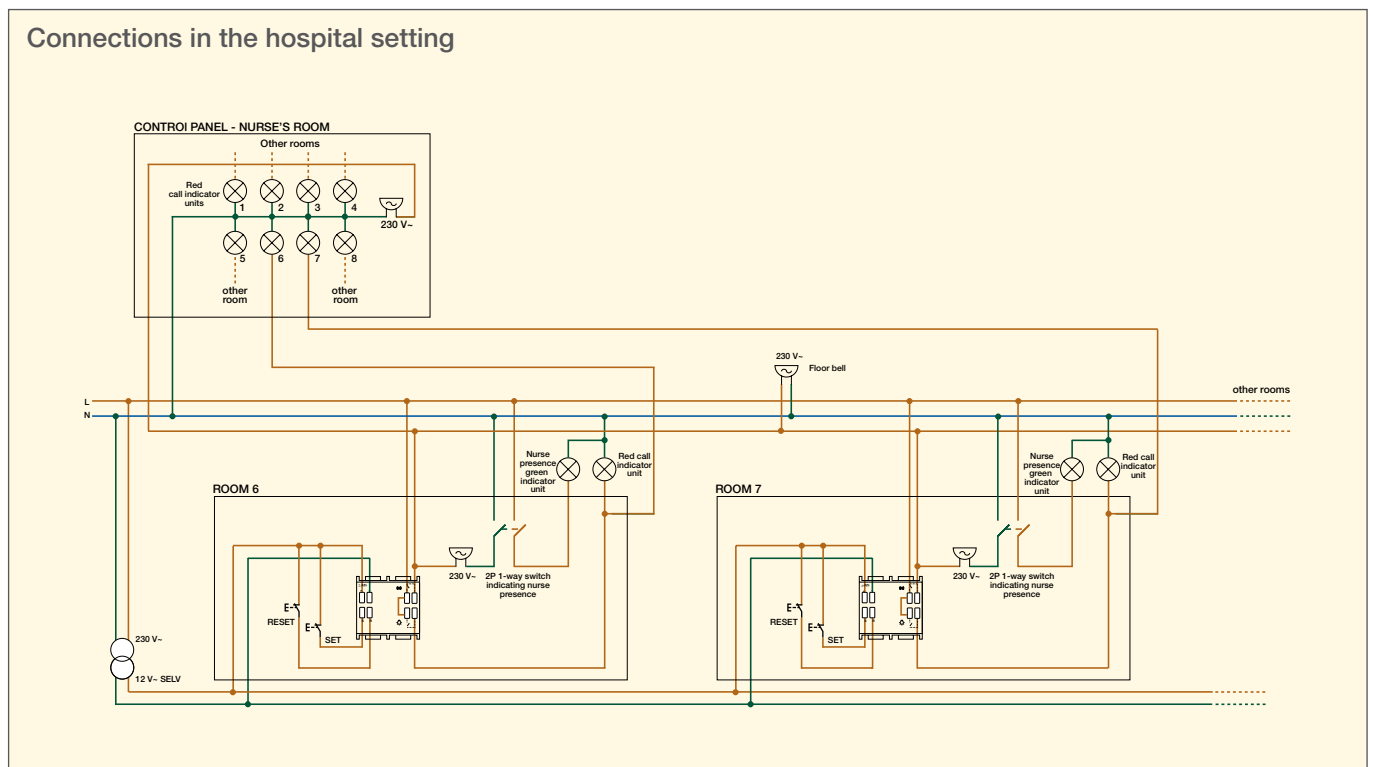 Connections in the hospital setting
CONTROl PANEL - NURSE'S ROOM
Other rooms
Red
call indicator
units
1
2
3
4
230 V~
5
6
7
8
other
room
other
room
230 V~
Floor bell
other rooms
L
N
Nurse
presence
green
indicator
unit
Red call
indicator
unit
Nurse
presence
green
indicator
unit
Red call
indicator
unit
ROOM 6
ROOM 7
230 V~
2P 1-way switch
indicating nurse
presence
230 V~
2P 1-way switch
indicating nurse
presence
E
RESET
E
SET
E
RESET
E
SET
230 V~
12 V~ SELV